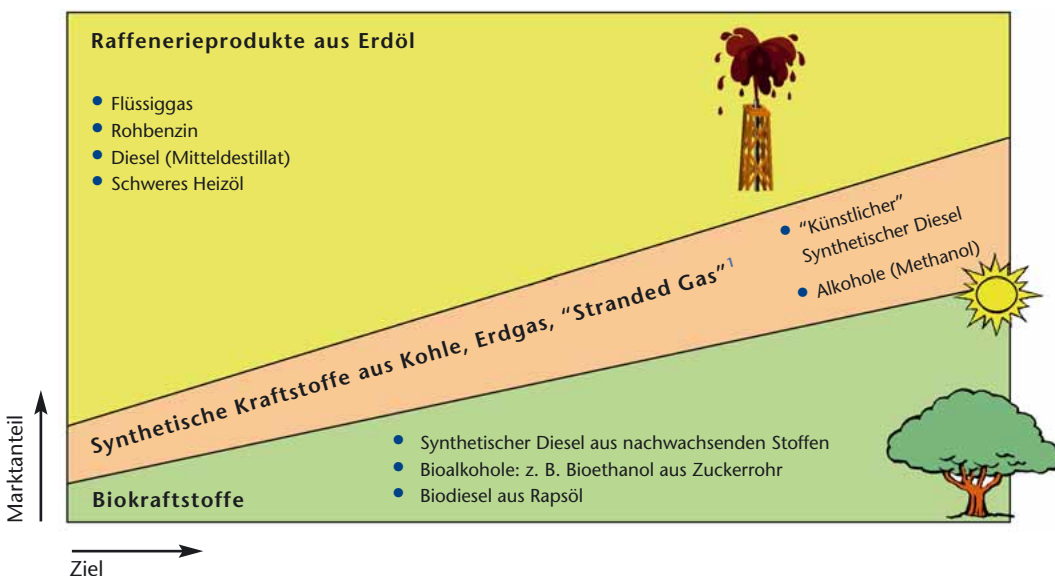 Raffenerieprodukte aus Erdöl
• Flüssiggas
• Rohbenzin
• Diesel (Mitteldestillat)
• Schweres Heizöl
• “Künstlicher”
Synthetischer Diesel
• Alkohole (Methanol)
Synthetische Kraftstoffe aus Kohle, Erdgas, “Stranded Gas”¹
• Synthetischer Diesel aus nachwachsenden Stoffen
• Bioalkohole: z. B. Bioethanol aus Zuckerrohr
• Biodiesel aus Rapsöl
Biokraftstoffe
Marktanteil
Ziel